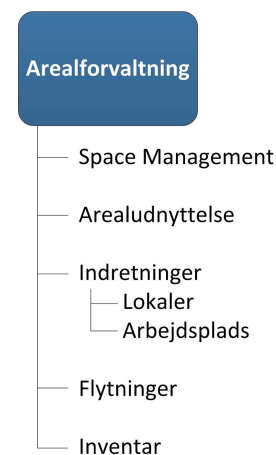 Arealforvaltning
Space Management
Arealudnyttelse
Indretninger
Lokaler
Arbejdsplads
Flytninger
Inventar